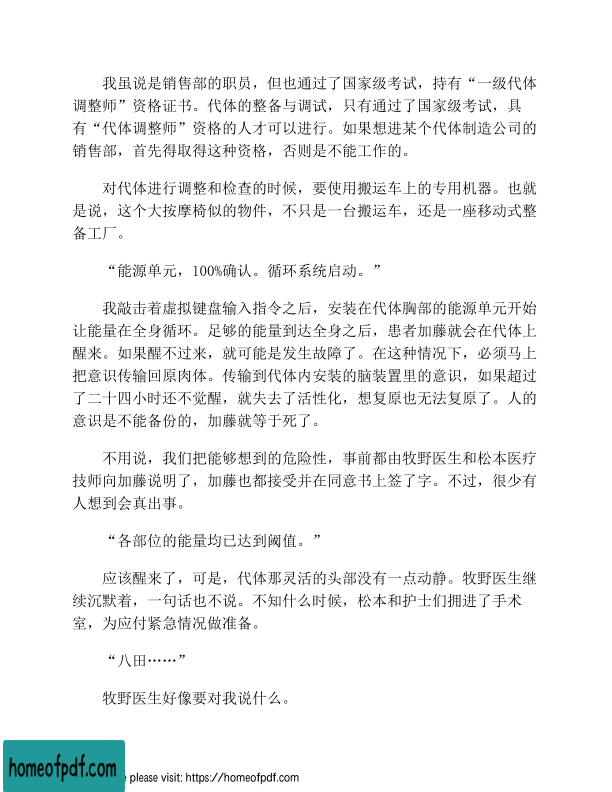 我虽说是销售部的职员，但也通过了国家级考试，持有“一级代体
调整师”资格证书。代体的整备与调试，只有通过了国家级考试，具
有“代体调整师”资格的人才可以进行。如果想进某个代体制造公司的
销售部，首先得取得这种资格，否则是不能工作的。
对代体进行调整和检查的时候，要使用搬运车上的专用机器。也就
是说，这个大按摩椅似的物件，不只是一台搬运车，还是一座移动式整
备工厂。
“能源单元，100%确认。循环系统启动。”
我敲击着虚拟键盘输入指令之后，安装在代体胸部的能源单元开始
让能量在全身循环。足够的能量到达全身之后，患者加藤就会在代体上
醒来。如果醒不过来，就可能是发生故障了。在这种情况下，必须马上
把意识传输回原肉体。传输到代体内安装的脑装置里的意识，如果超过
了二十四小时还不觉醒，就失去了活性化，想复原也无法复原了。人的
意识是不能备份的，加藤就等于死了。
不用说，我们把能够想到的危险性，事前都由牧野医生和松本医疗
技师向加藤说明了，加藤也都接受并在同意书上签了字。不过，很少有
人想到会真出事。
“各部位的能量均已达到阈值。”
应该醒来了，可是，代体那灵活的头部没有一点动静。牧野医生继
续沉默着，一句话也不说。不知什么时候，松本和护士们拥进了手术
室，为应付紧急情况做准备。
“八田……”
牧野医生好像要对我说什么。
homeofpdf.com
e please visit: https://homeofpdf.com